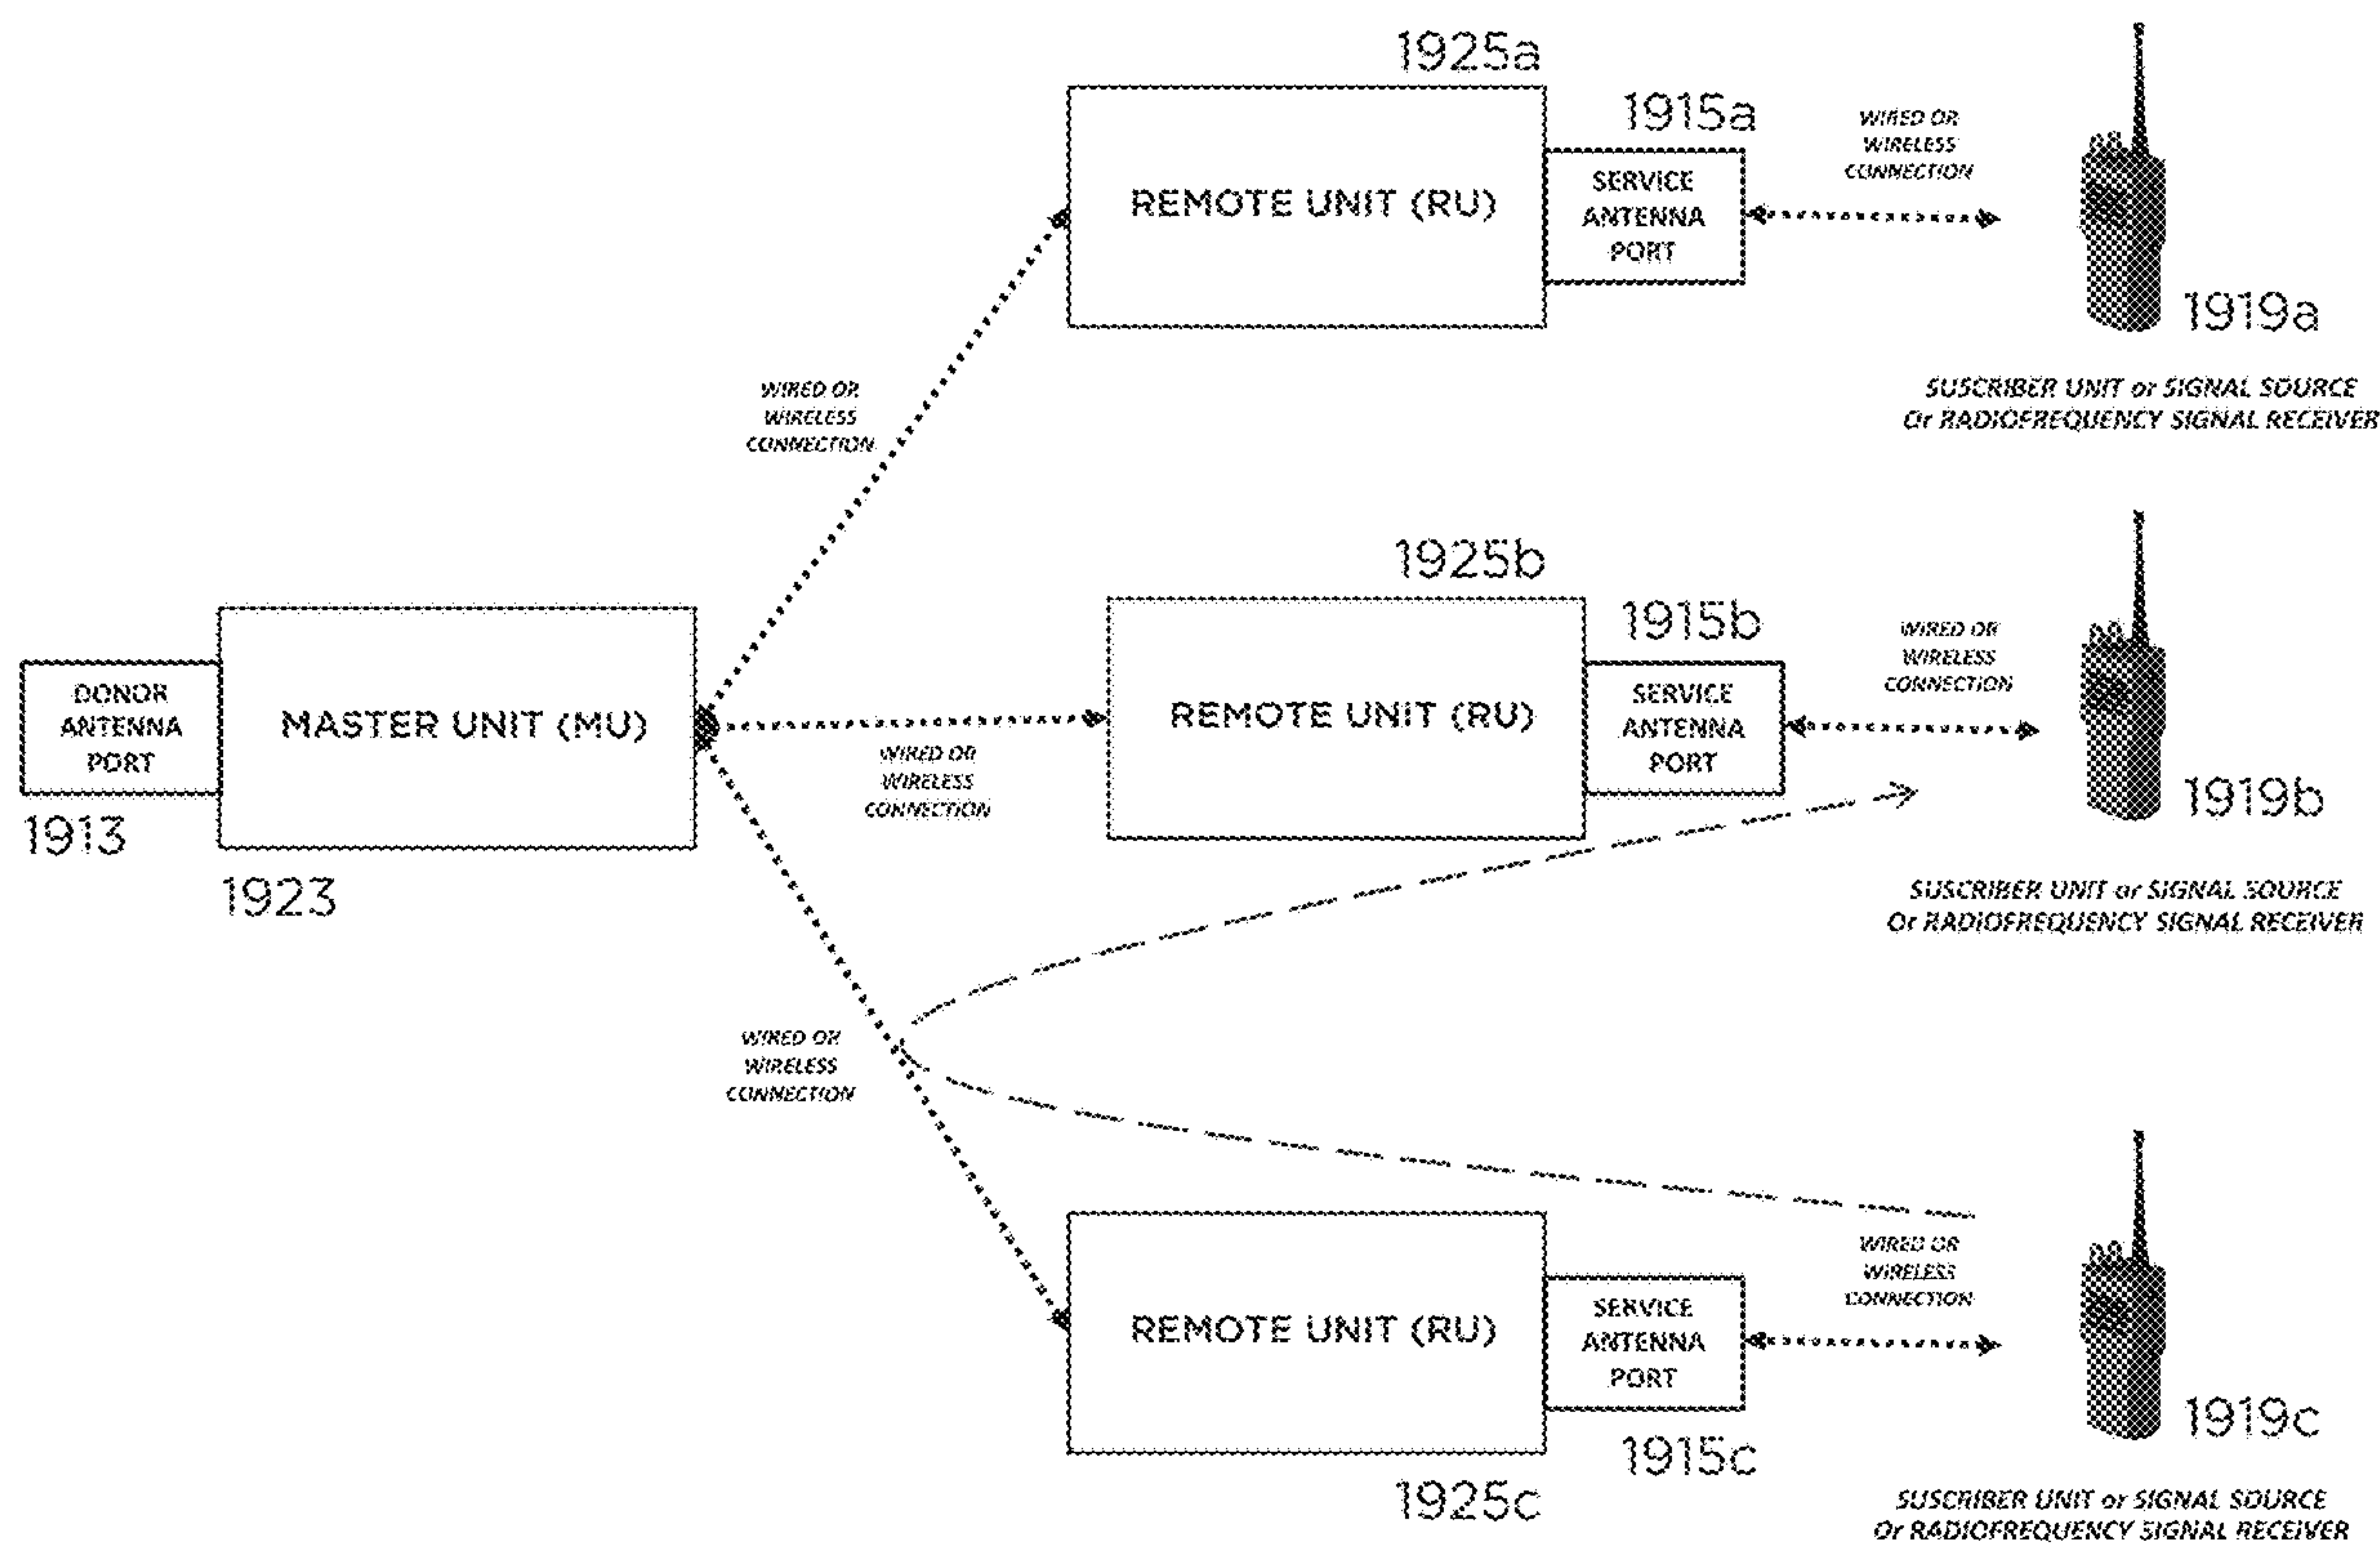 1925a
1915a
REMOTE UNIT (RU)
SERVICE
ANTENNA
PORT
WIRED OR
WIRELESS
CONNECTION
1919a
SUSCRIBER UNIT or SIGNAL SOURCE
Or RADIOFREQUENCY SIGNAL RECEIVER
WIRED OR
WIRELESS
CONNECTION
1925b
1915b
REMOTE UNIT (RU)
SERVICE
ANTENNA
PORT
WIRED OR
WIRELESS
CONNECTION
1919b
SUSCRIBER UNIT or SIGNAL SOURCE
Or RADIOFREQUENCY SIGNAL RECEIVER
DONOR
ANTENNA
PORT
MASTER UNIT (MU)
1913
1923
WIRED OR
WIRELESS
CONNECTION
WIRED OR
WIRELESS
CONNECTION
REMOTE UNIT (RU)
SERVICE
ANTENNA
PORT
WIRED OR
WIRELESS
CONNECTION
1915c
1925c
1919c
SUSCRIBER UNIT or SIGNAL SOURCE
Or RADIOFREQUENCY SIGNAL RECEIVER